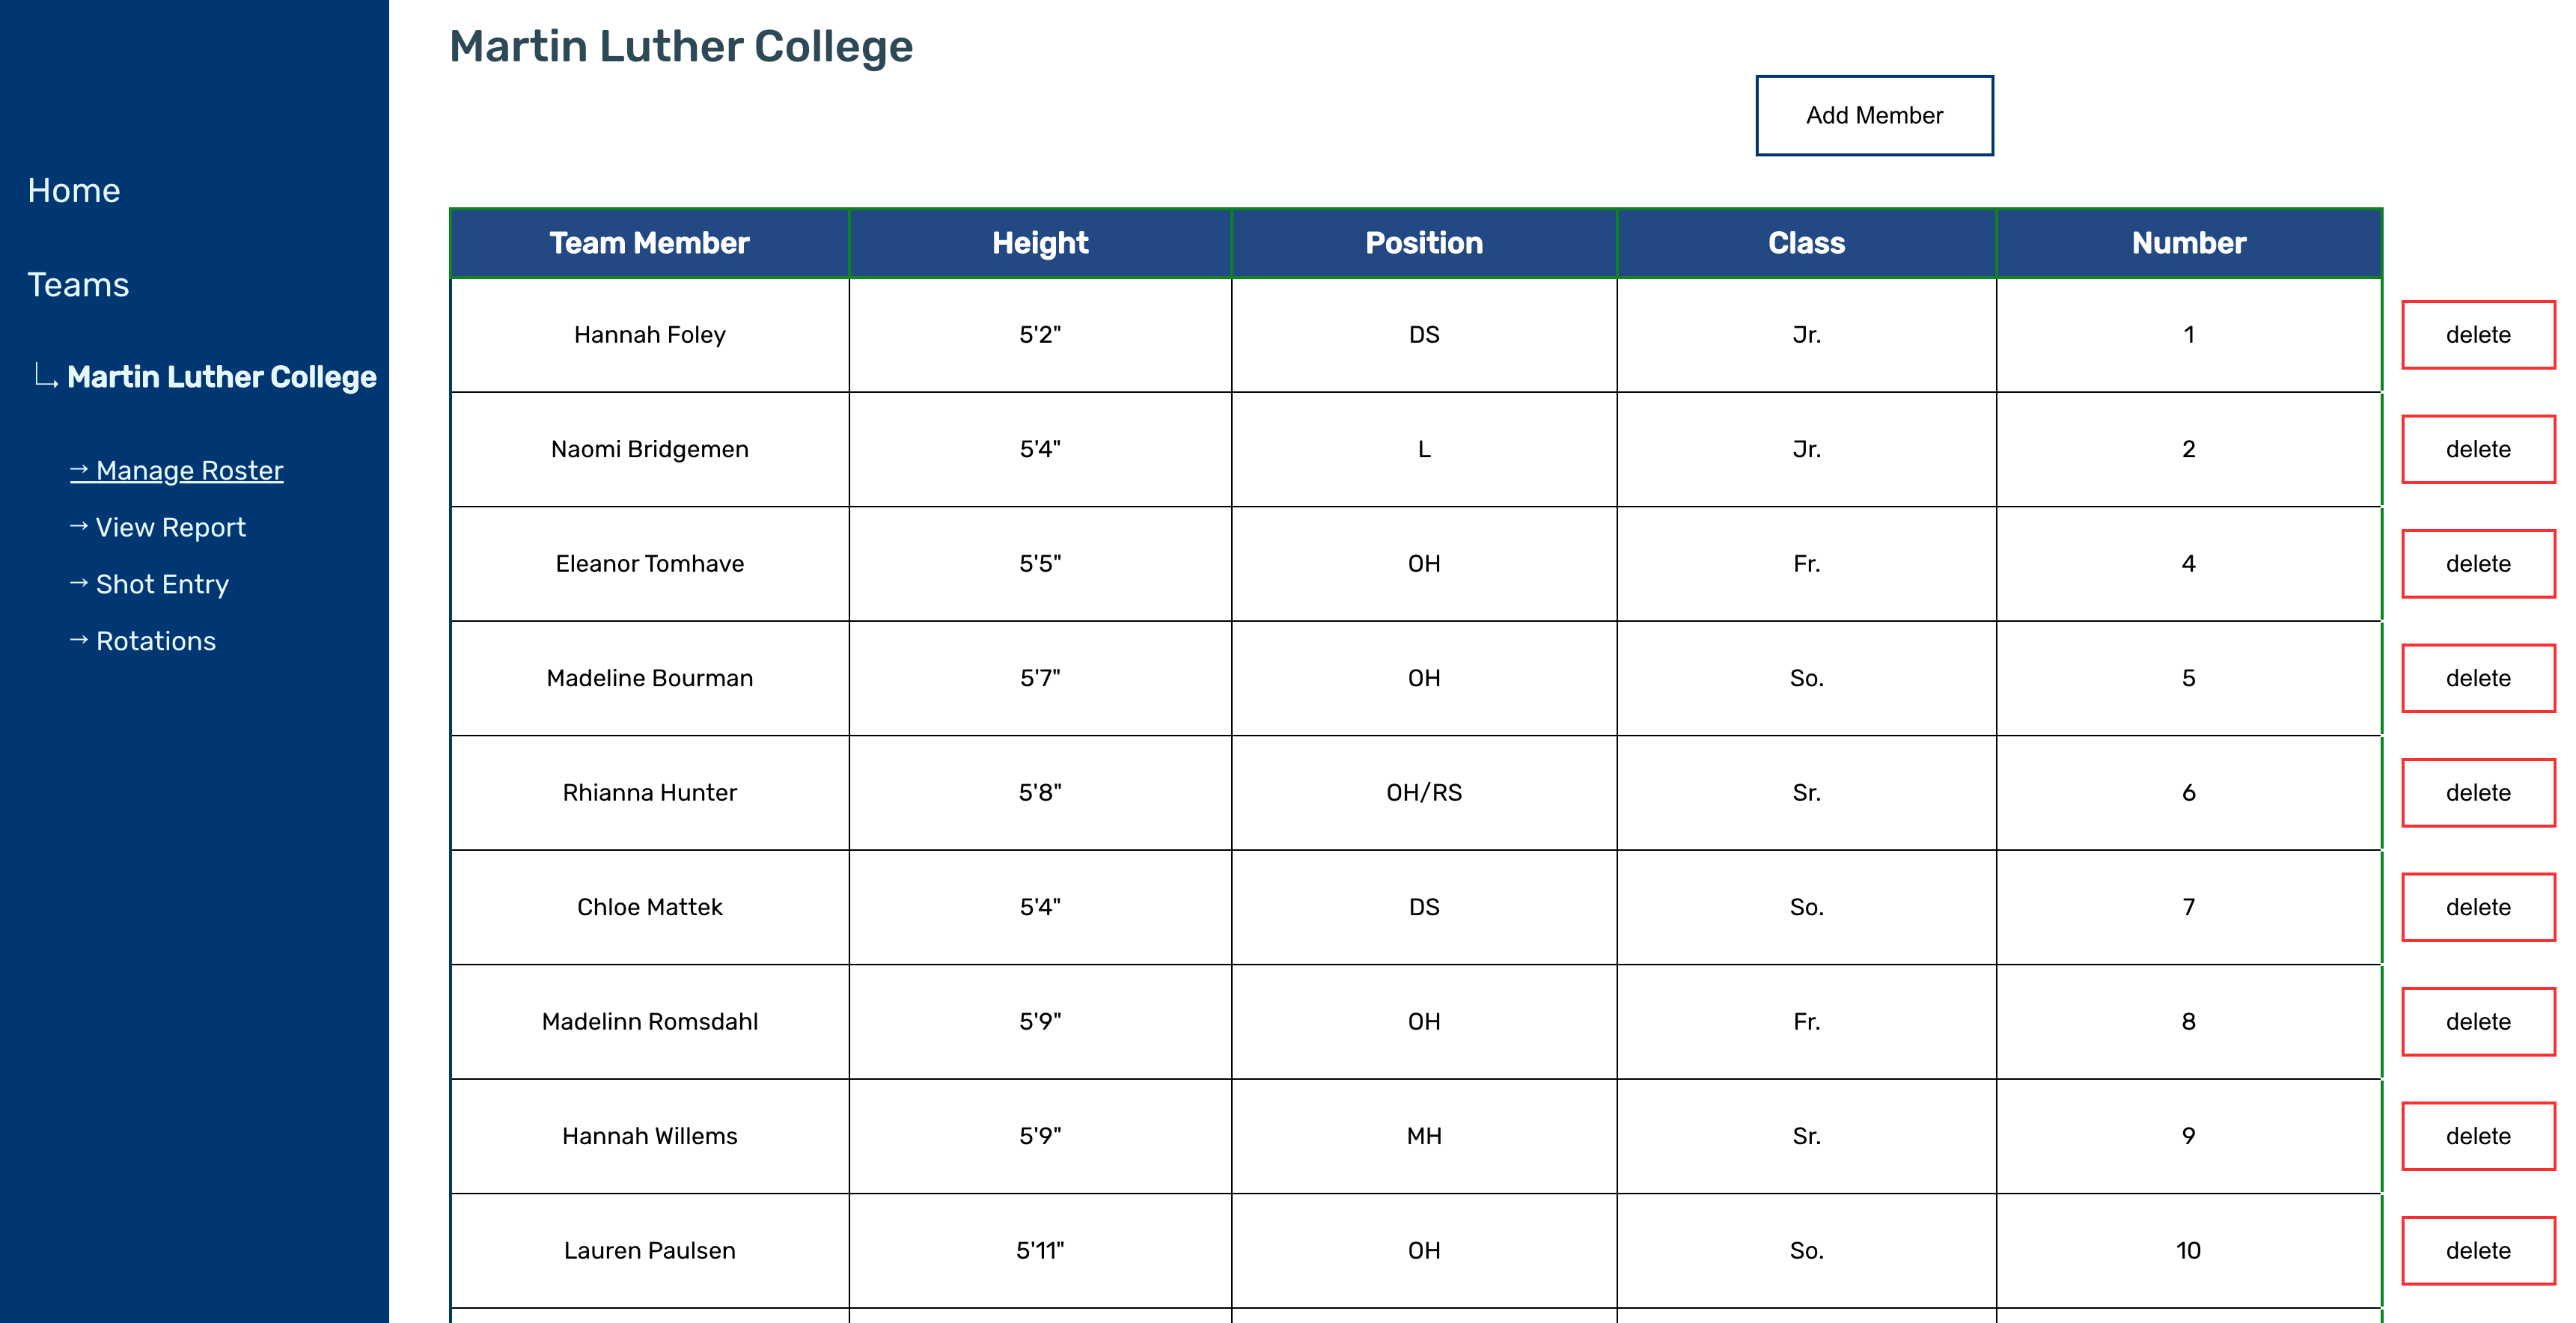 Martin Luther College
Add Member
Home
Teams
Martin Luther College
→ Manage Roster
→ View Report
→ Shot Entry
→ Rotations
Team Member Height Position Class Number
Hannah Foley 5'2" DS Jr. 1 delete
Naomi Bridgemen 5'4" L Jr. 2 delete
Eleanor Tomhave 5'5" OH Fr. 4 delete
Madeline Bourman 5'7" OH So. 5 delete
Rhianna Hunter 5'8" OH/RS Sr. 6 delete
Chloe Mattek 5'4" DS So. 7 delete
Madelinn Romsdahl 5'9" OH Fr. 8 delete
Hannah Willems 5'9" MH Sr. 9 delete
Lauren Paulsen 5'11" OH So. 10 delete